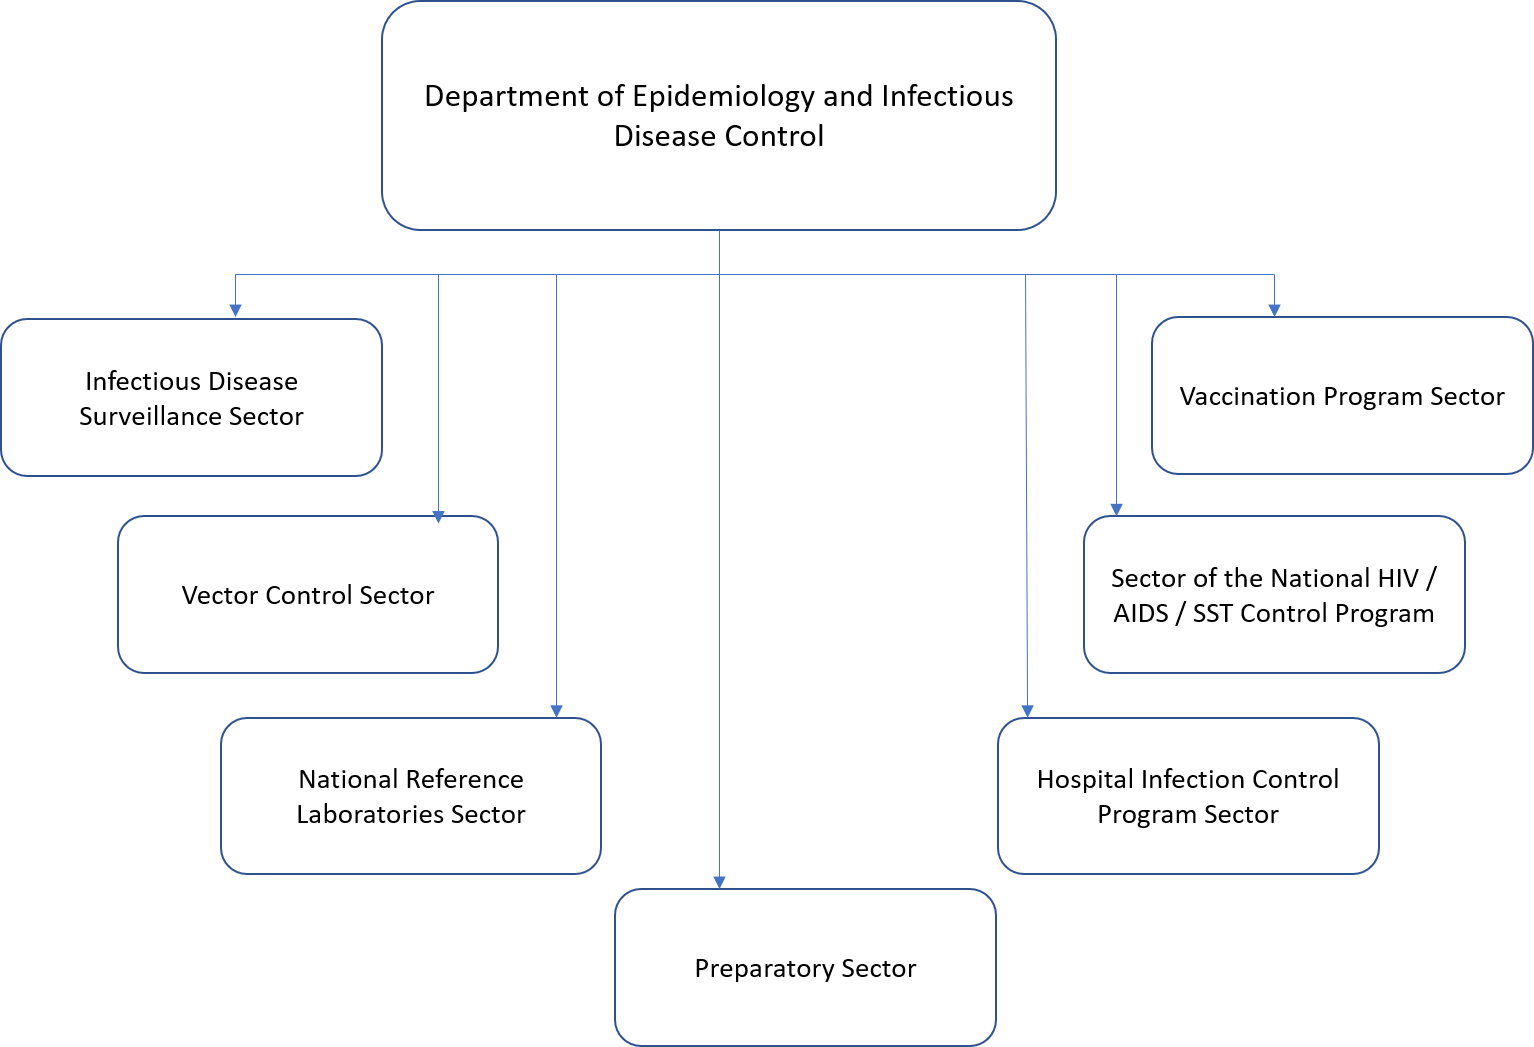 Department of Epidemiology and Infectious
Disease Control
Infectious Disease
Surveillance Sector
Vaccination Program Sector
Vector Control Sector
Sector of the National HIV /
AIDS / SST Control Program
National Reference
Laboratories Sector
Hospital Infection Control
Program Sector
Preparatory Sector